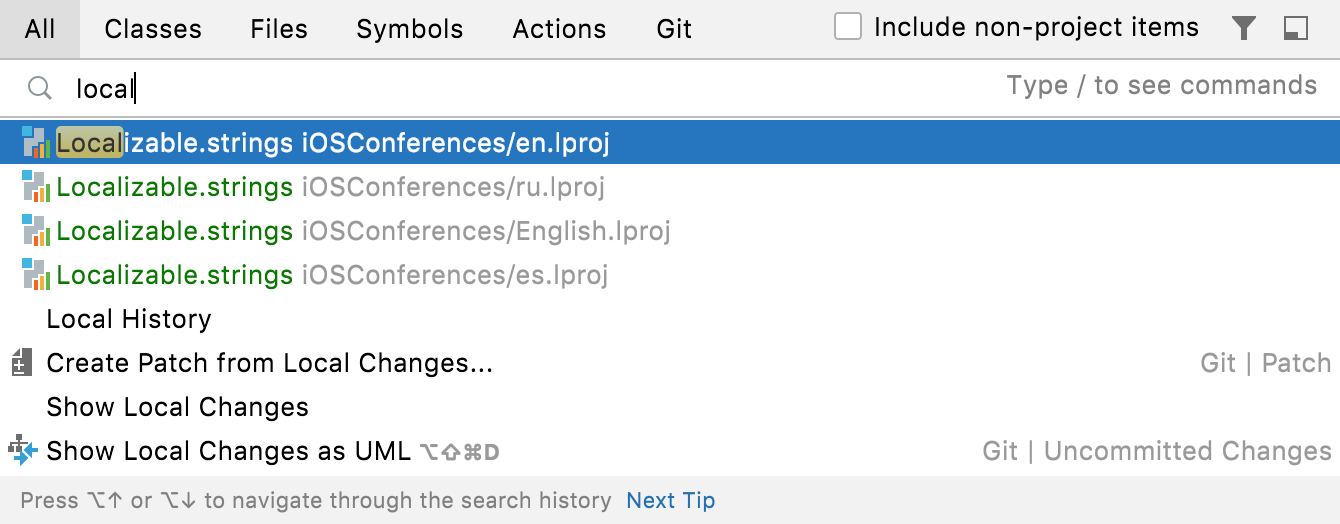 All Classes Files Symbols Actions Git Include non-project items
local Type / to see commands
Localizable.strings iOSConferences/en.lproj
Localizable.strings iOSConferences/ru.lproj
Localizable.strings iOSConferences/English.lproj
Localizable.strings iOSConferences/es.lproj
Local History
Create Patch from Local Changes... Git | Patch
Show Local Changes
Show Local Changes as UML ⌥⇧⌘D Git | Uncommitted Changes
Press ⌥↑ or ⌥↓ to navigate through the search history Next Tip